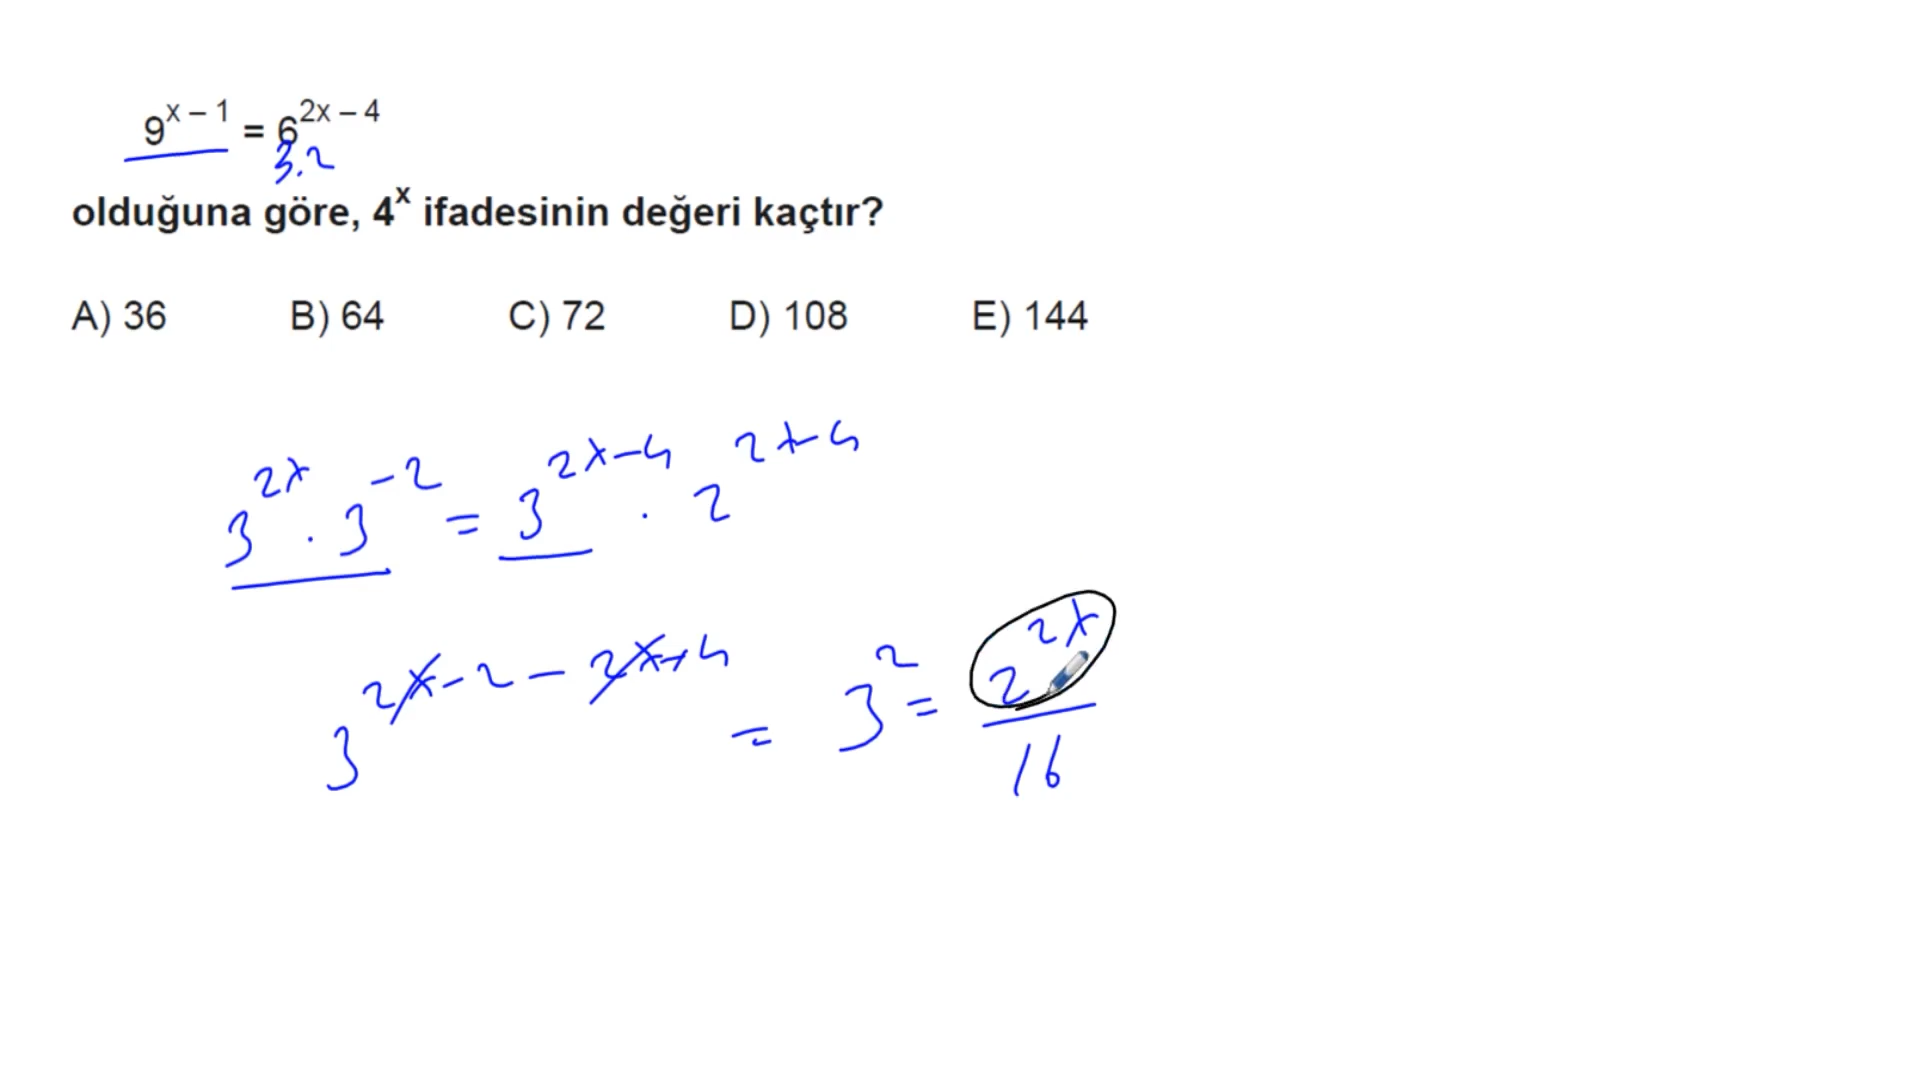 9^{x – 1} = 6^{2x – 4}
3.2
olduğuna göre, 4^x ifadesinin değeri kaçtır?
A) 36 B) 64 C) 72 D) 108 E) 144
3^{2x} . 3^{-2} = 3^{2x-4} . 2^{2x-4}
3^{2x-2-2x+4} = 3^2 = 2^{2x}/16